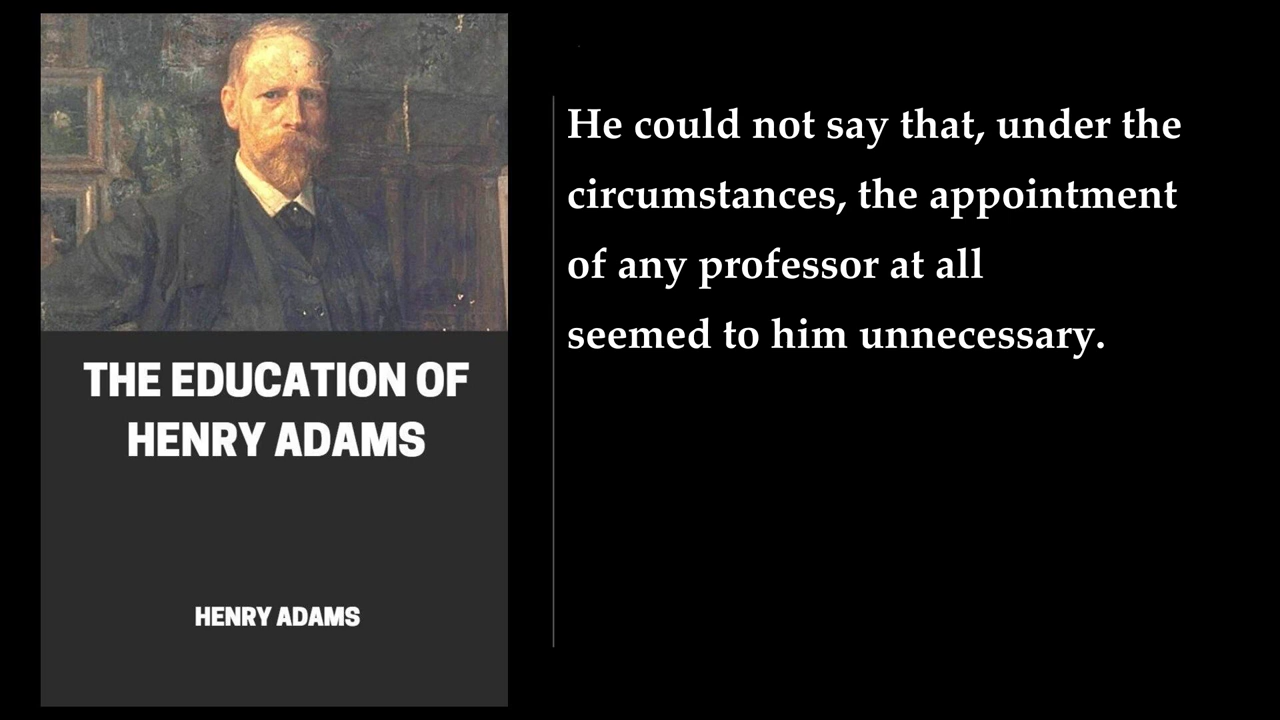 THE EDUCATION OF
HENRY ADAMS
HENRY ADAMS
He could not say that, under the
circumstances, the appointment
of any professor at all
seemed to him unnecessary.